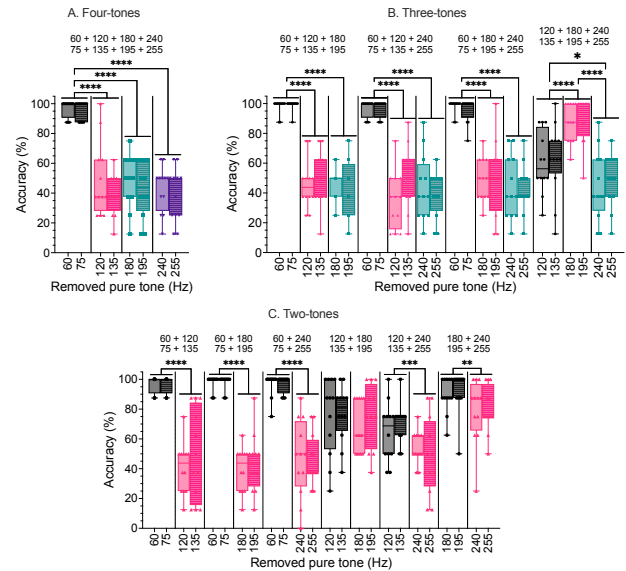 A. Four-tones
60 + 120 + 180 + 240
75 + 135 + 195 + 255
****
****
****
Accuracy (%)
100
80
60
40
20
0
60 75 120 135 180 195 240 255
Removed pure tone (Hz)
B. Three-tones
60 + 120 + 180
75 + 135 + 195
60 + 120 + 240
75 + 135 + 255
60 + 180 + 240
75 + 195 + 255
120 + 180 + 240
135 + 195 + 255
****
****
****
****
****
****
*
**** ****
Accuracy (%)
100
80
60
40
20
0
60 75 120 135 180 195 60 75 120 135 240 255 60 75 180 195 240 255 120 135 180 195 240 255
Removed pure tone (Hz)
C. Two-tones
60 + 120
75 + 135
60 + 180
75 + 195
60 + 240
75 + 255
120 + 180
135 + 195
120 + 240
135 + 255
180 + 240
195 + 255
**** **** **** *** **
Accuracy (%)
100
80
60
40
20
0
60 75 120 135 60 75 180 195 60 75 240 255 120 135 180 195 120 135 240 255 180 195 240 255
Removed pure tone (Hz)